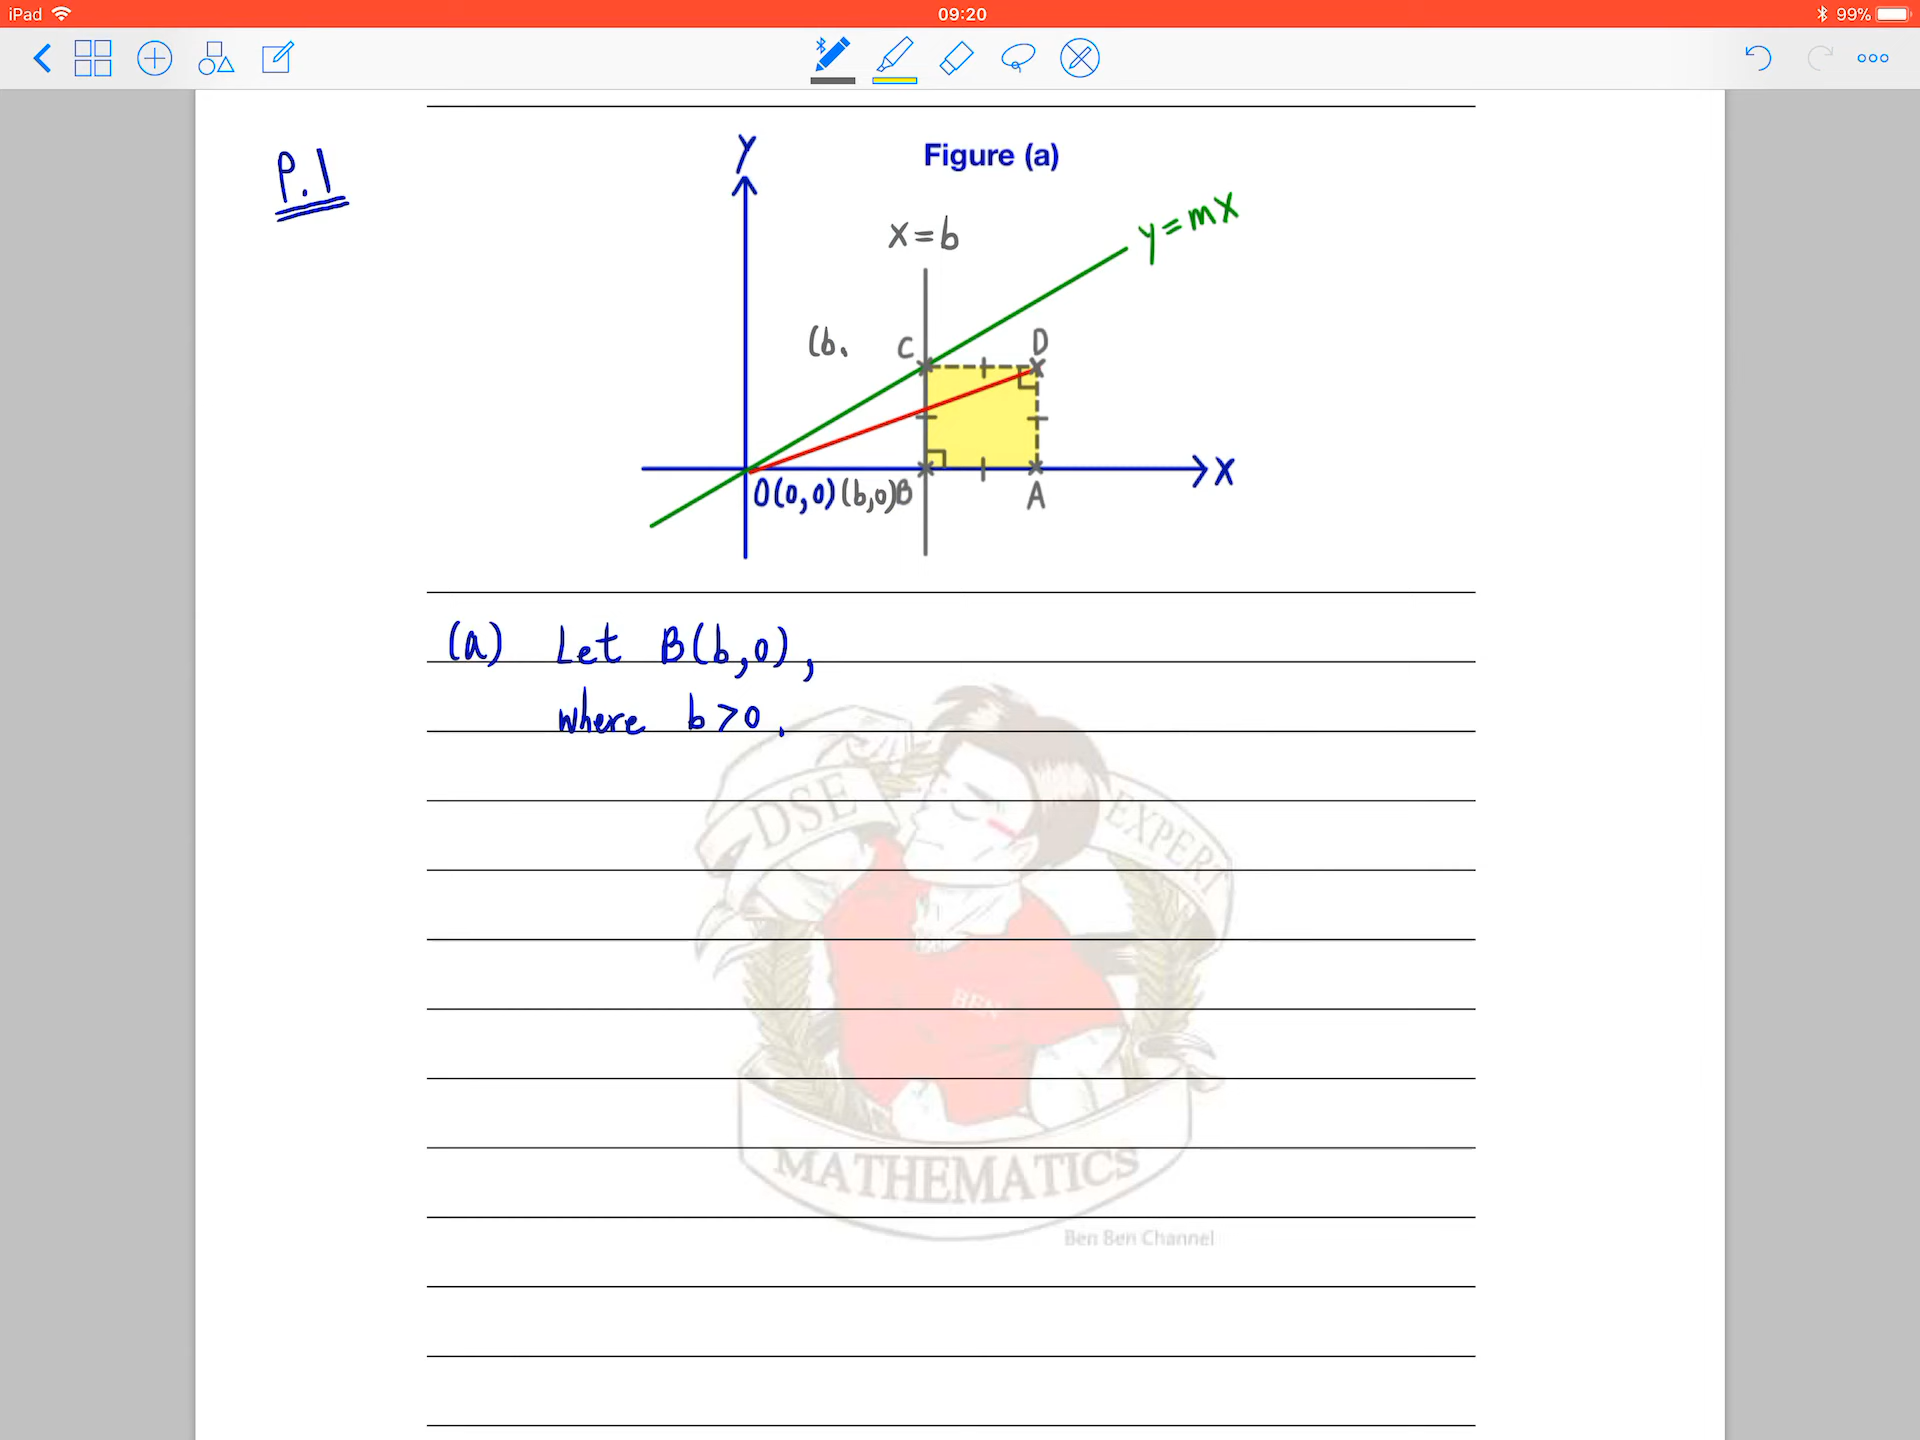 iPad 09:20 99%
P.1
Y
Figure (a)
y=mx
x=b
(b, C D
X
O(0,0) (b,0)B A
(a) Let B(b,0),
where b>0.
DSE EXPERT
BEN
MATHEMATICS
Ben Ben Channel